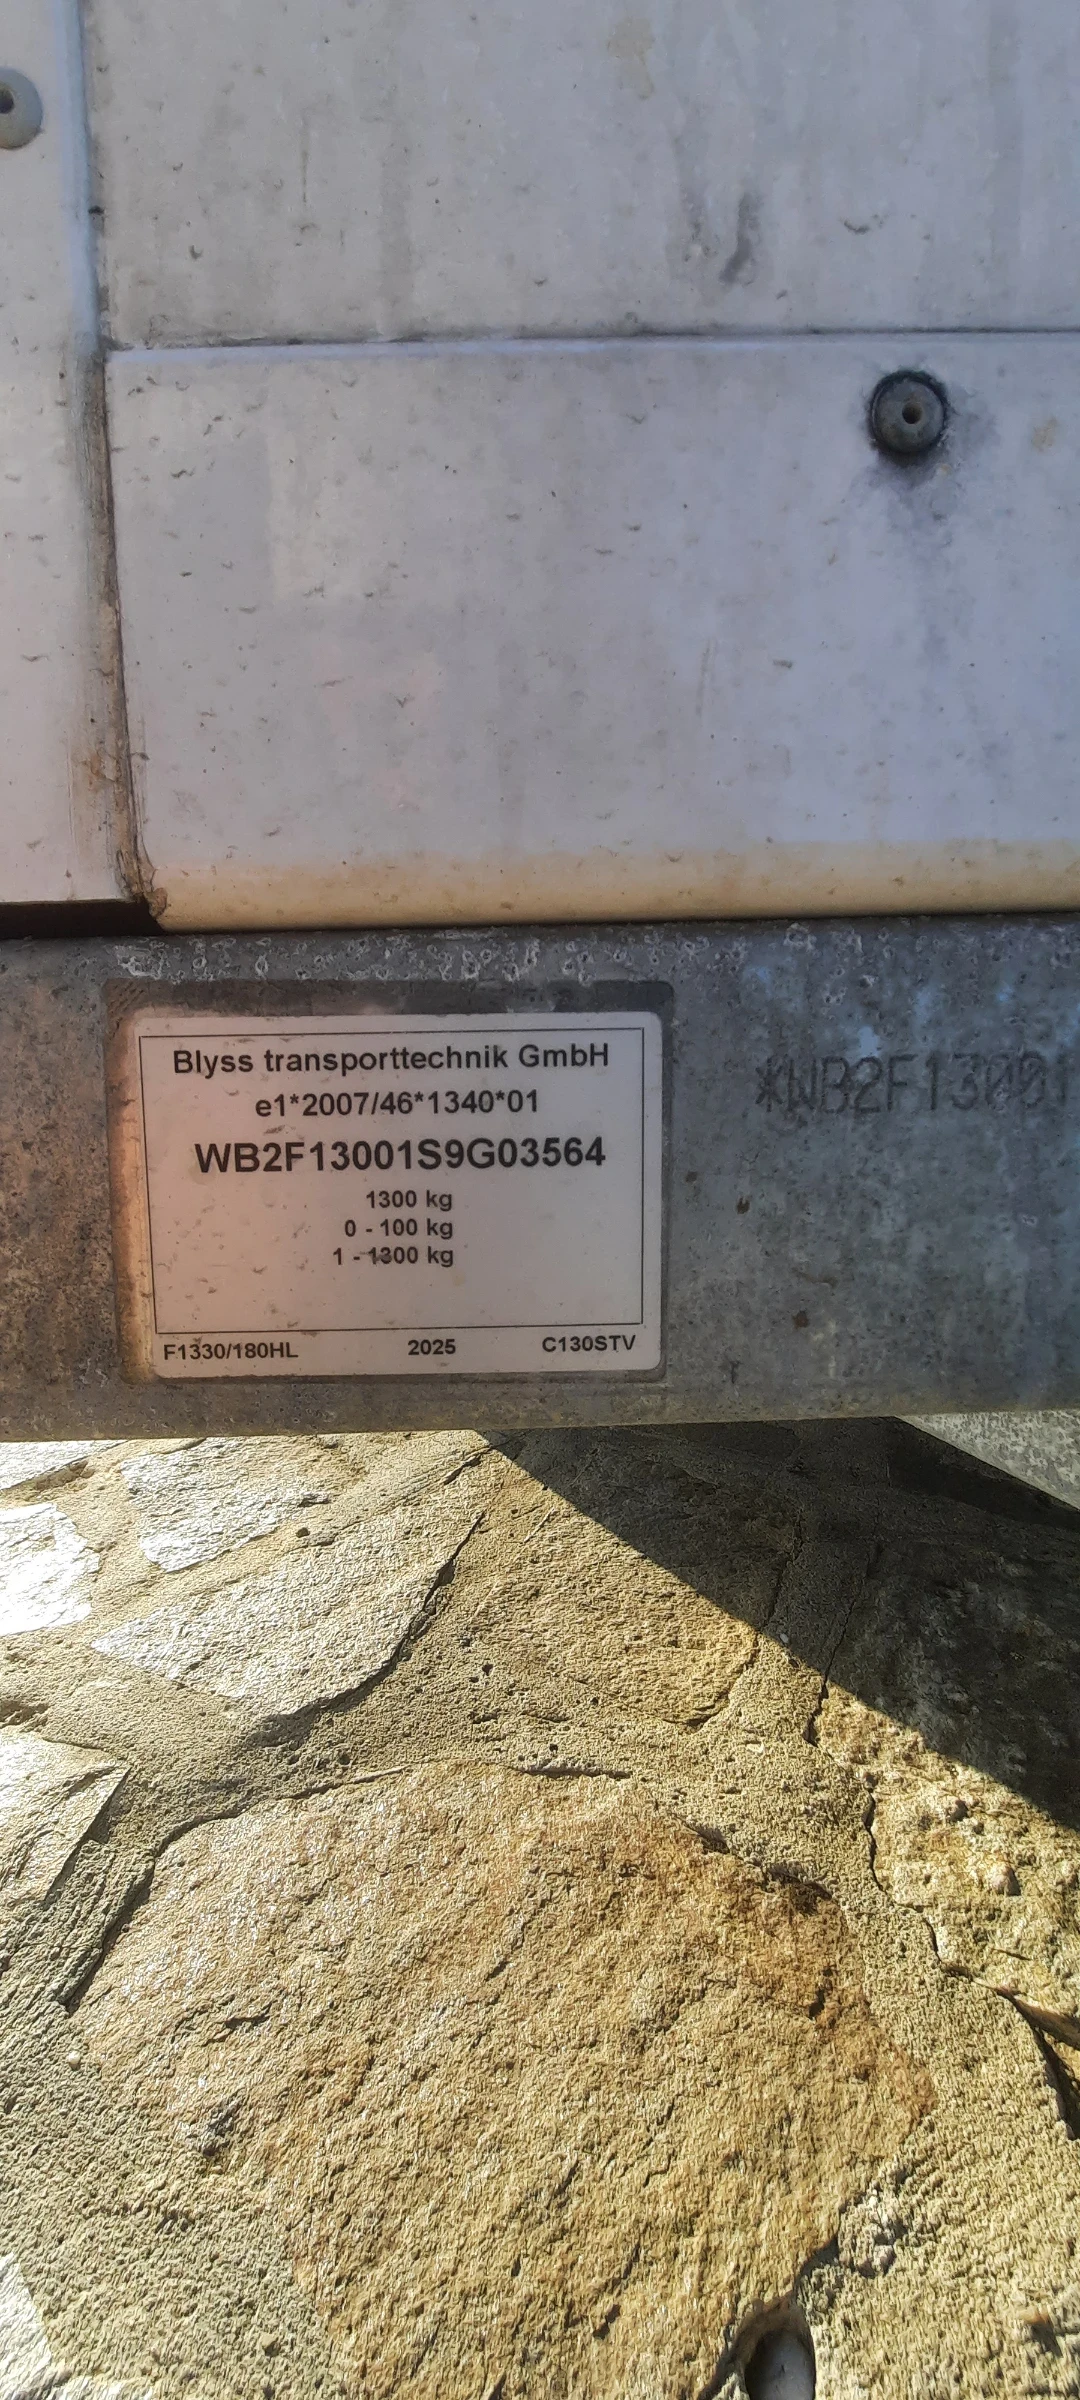 Blyss transporttechnik GmbH
e1*2007/46*1340*01
WB2F13001S9G03564
1300 kg
0 - 100 kg
1 - 1300 kg
F1330/180HL 2025 C130STV
*WB2F13001